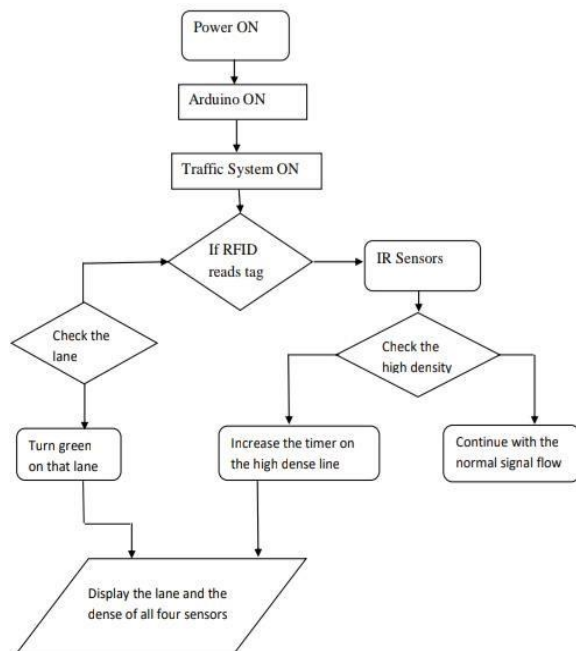 Power ON
Arduino ON
Traffic System ON
If RFID
reads tag
IR Sensors
Check the
lane
Check the
high density
Turn green
on that lane
Increase the timer on
the high dense line
Continue with the
normal signal flow
Display the lane and the
dense of all four sensors